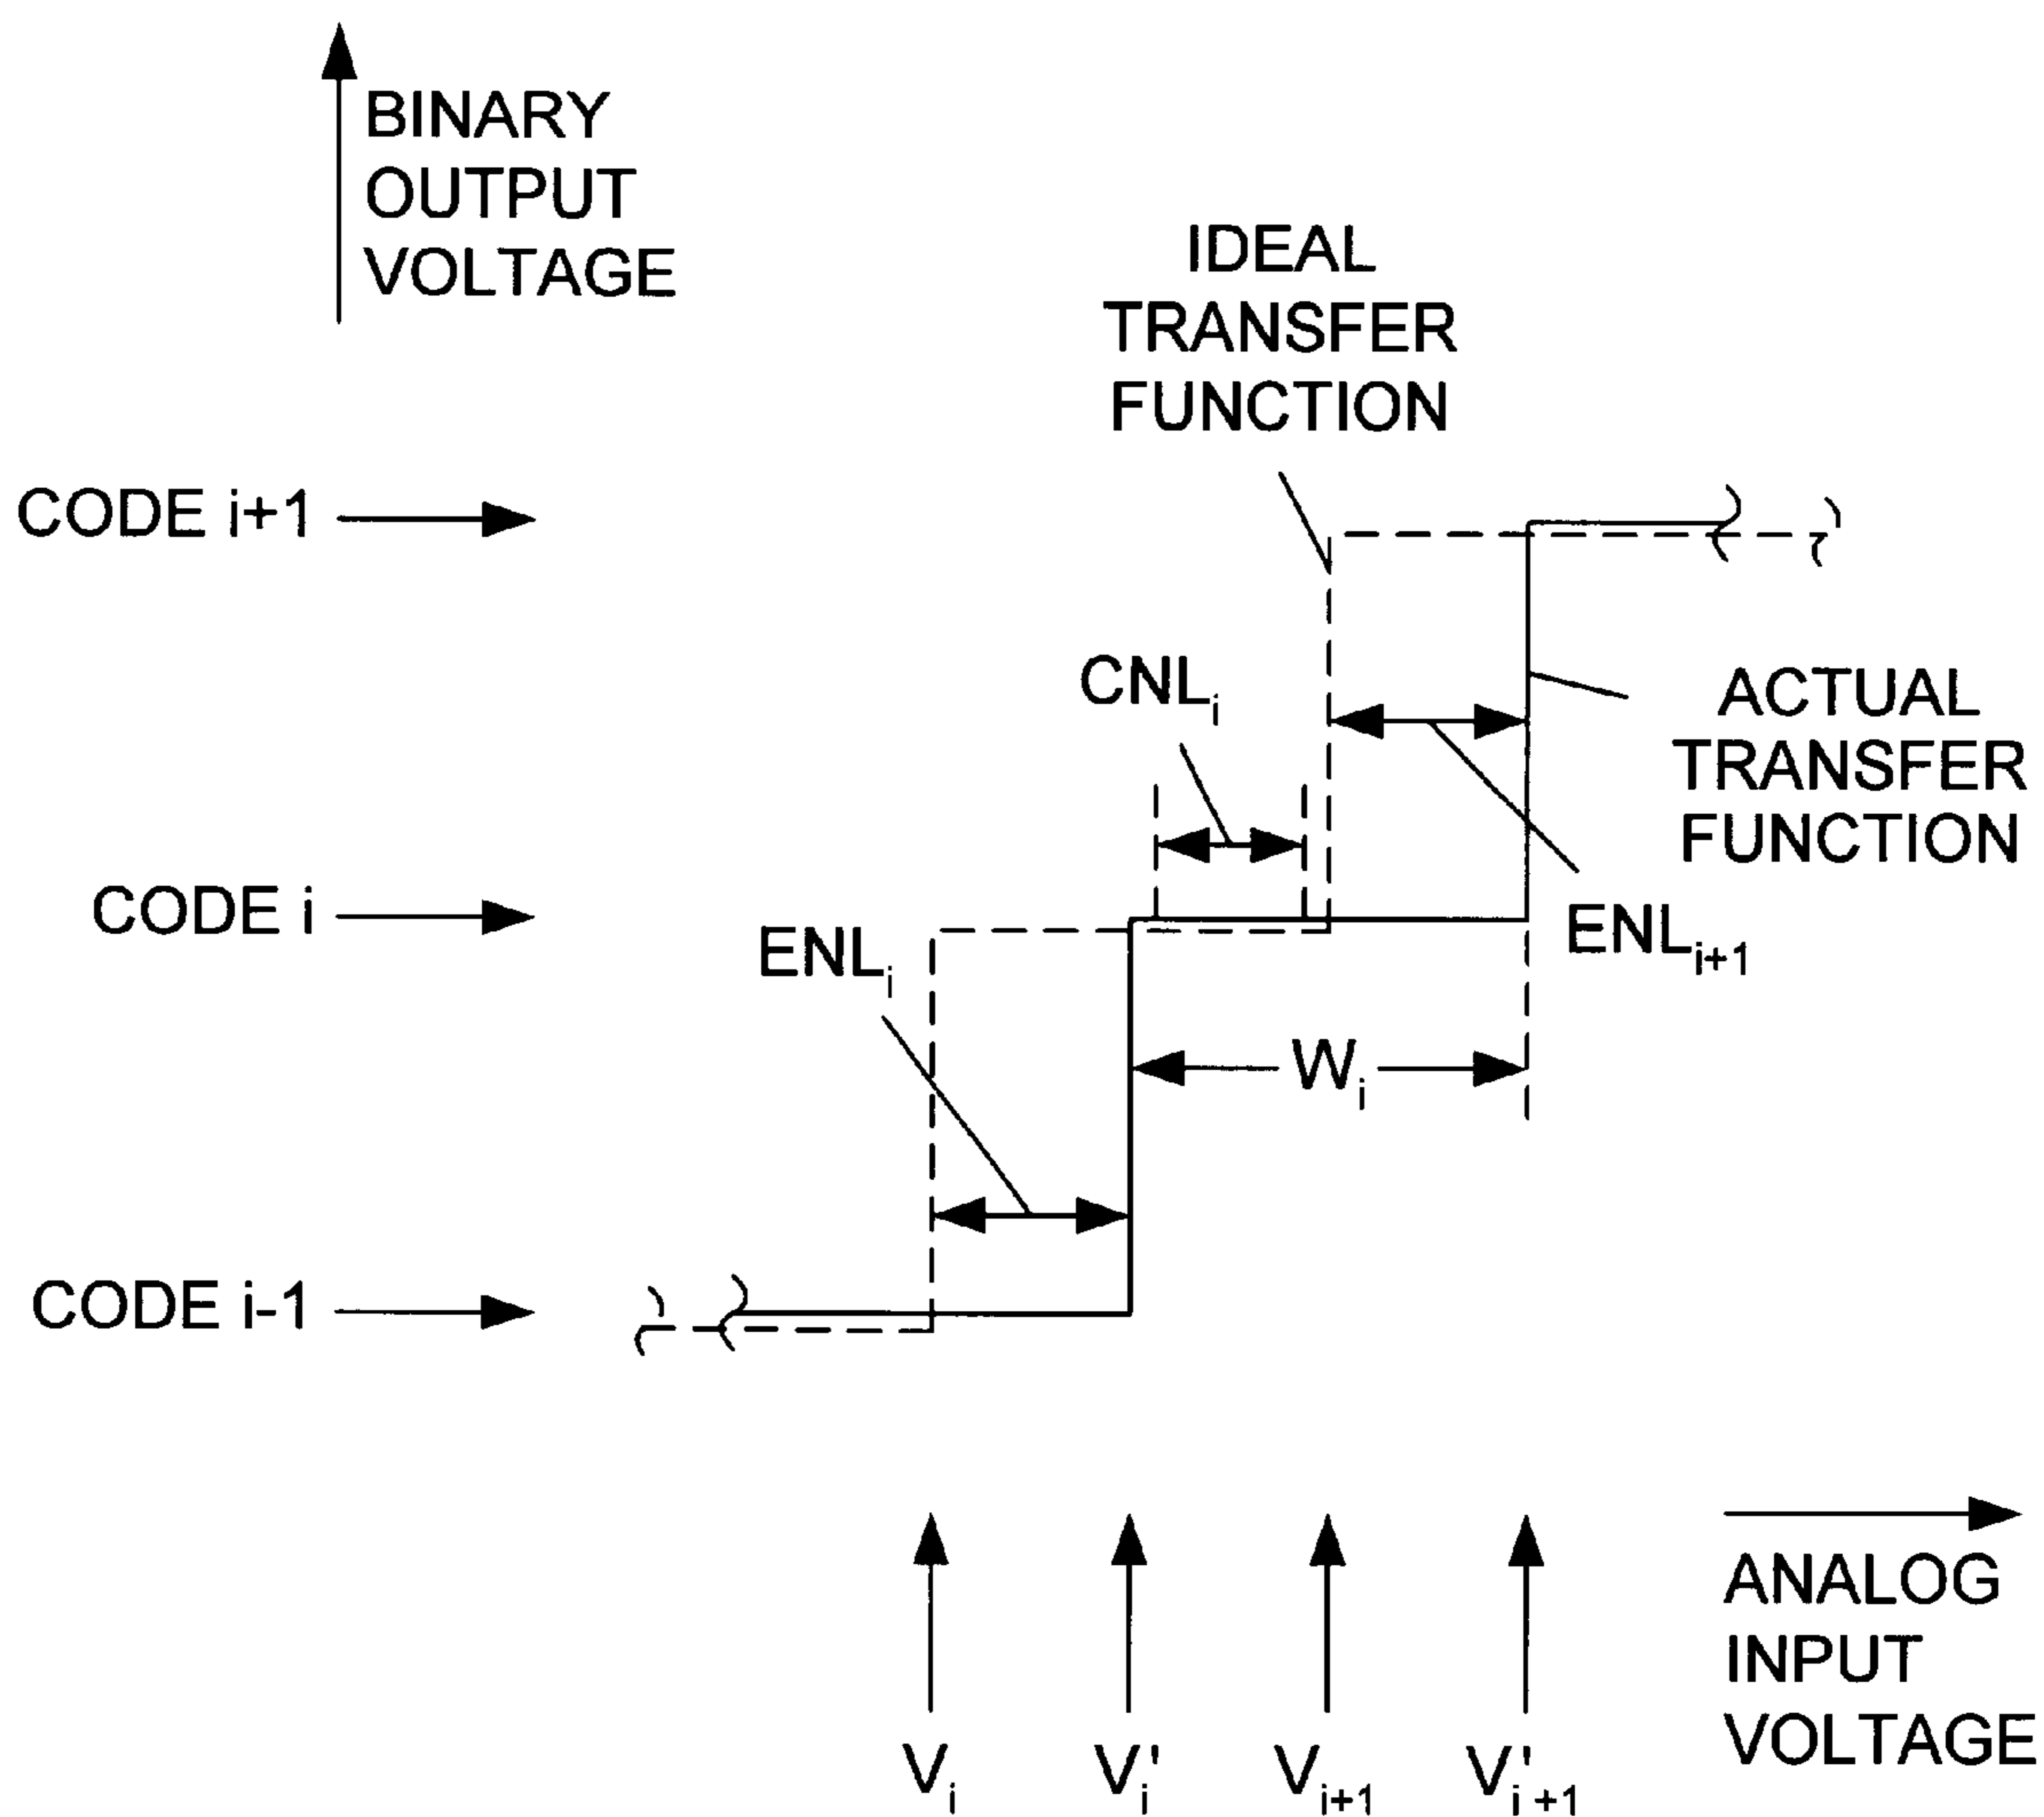 BINARY
OUTPUT
VOLTAGE
IDEAL
TRANSFER
FUNCTION
CODE i+1
CNLi
ACTUAL
TRANSFER
FUNCTION
CODE i
ENLi
ENLi+1
Wi
CODE i-1
ANALOG
INPUT
VOLTAGE
Vi
Vi'
Vi+1
V'i+1